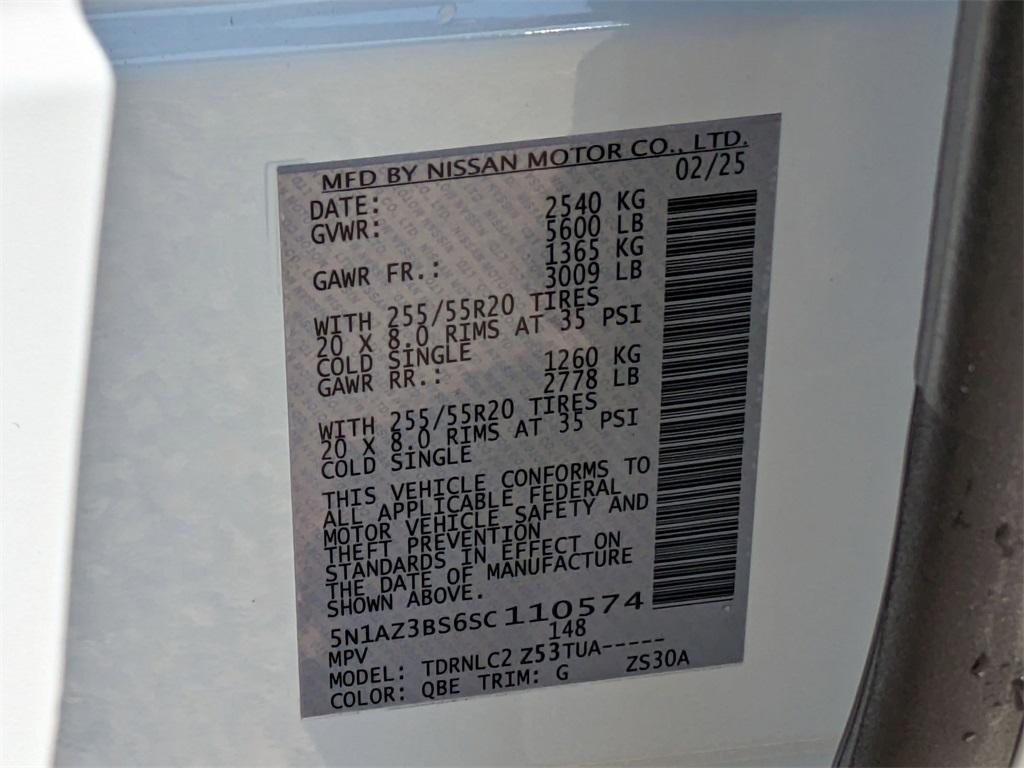 MFD BY NISSAN MOTOR CO., LTD.
DATE: 02/25
GVWR: 2540 KG
5600 LB
GAWR FR.: 1365 KG
3009 LB
WITH 255/55R20 TIRES
20 X 8.0 RIMS AT 35 PSI
COLD SINGLE
GAWR RR.: 1260 KG
2778 LB
WITH 255/55R20 TIRES
20 X 8.0 RIMS AT 35 PSI
COLD SINGLE
THIS VEHICLE CONFORMS TO
ALL APPLICABLE FEDERAL
MOTOR VEHICLE SAFETY AND
THEFT PREVENTION
STANDARDS IN EFFECT ON
THE DATE OF MANUFACTURE
SHOWN ABOVE.
5N1AZ3BS6SC110574
MPV 148
MODEL: TDRNLC2 Z53TUA-----
COLOR: QBE TRIM: G ZS30A